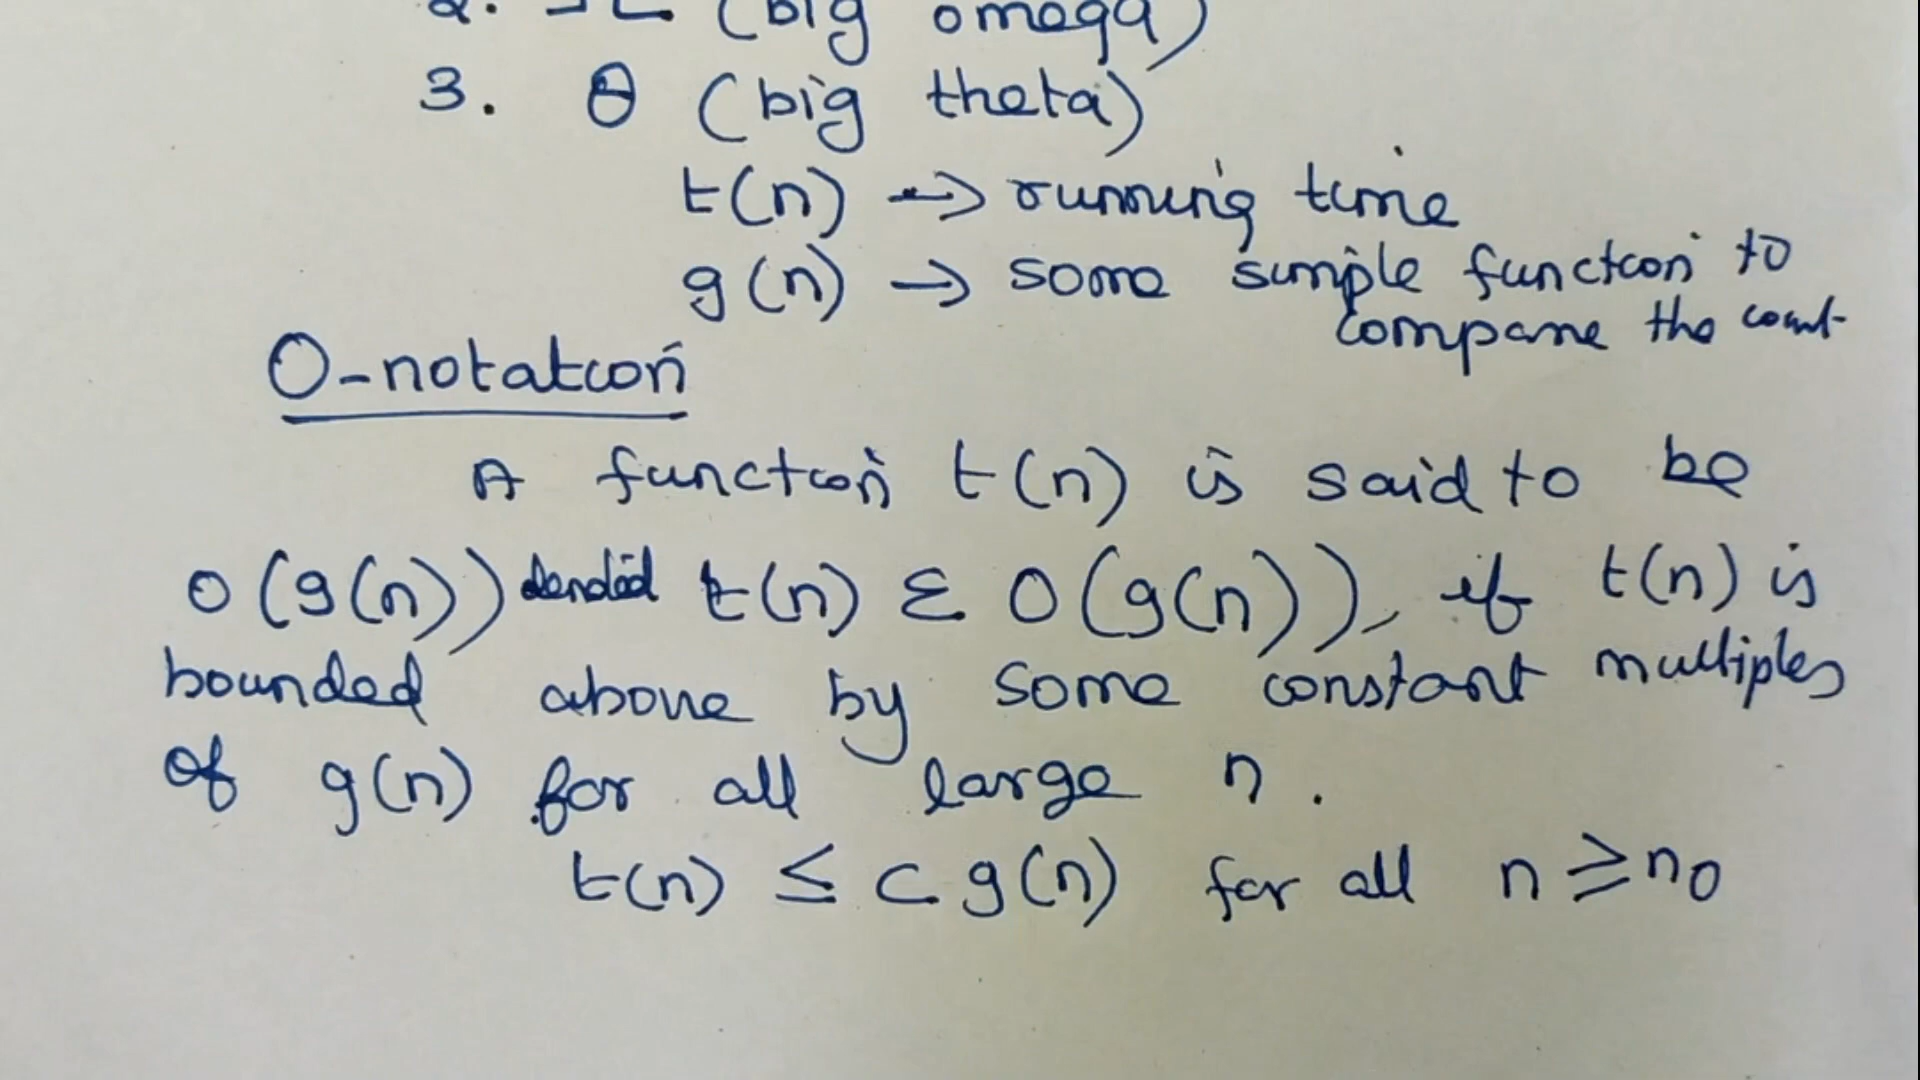 2. Ω (big omega)
3. θ (big theta)
t(n) → running time
g(n) → some simple function to
compare the count
O-notation
A function t(n) is said to be
O(g(n)) denoted t(n) Ɛ O(g(n)), if t(n) is
bounded above by some constant multiples
of g(n) for all large n.
t(n) ≤ c g(n) for all n ≥ n₀